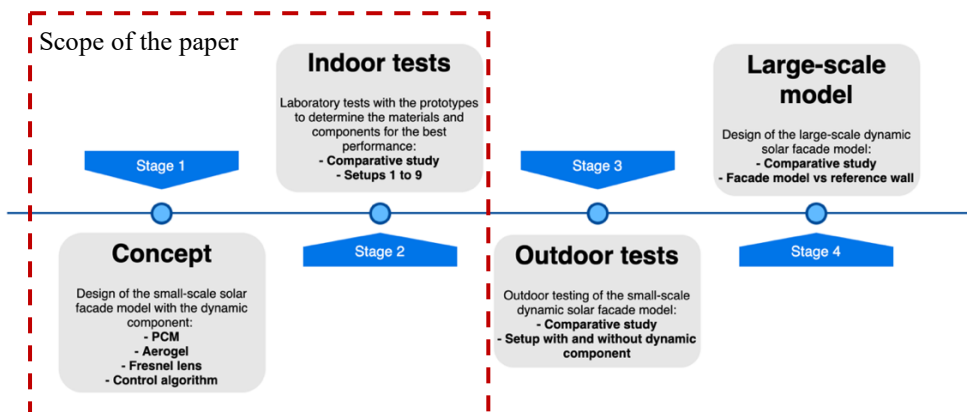 Scope of the paper
Stage 1
Concept
Design of the small-scale solar
facade model with the dynamic
component:
- PCM
- Aerogel
- Fresnel lens
- Control algorithm
Indoor tests
Laboratory tests with the prototypes
to determine the materials and
components for the best
performance:
- Comparative study
- Setups 1 to 9
Stage 2
Stage 3
Outdoor tests
Outdoor testing of the small-scale
dynamic solar facade model:
- Comparative study
- Setup with and without dynamic
component
Large-scale
model
Design of the large-scale dynamic
solar facade model:
- Comparative study
- Facade model vs reference wall
Stage 4